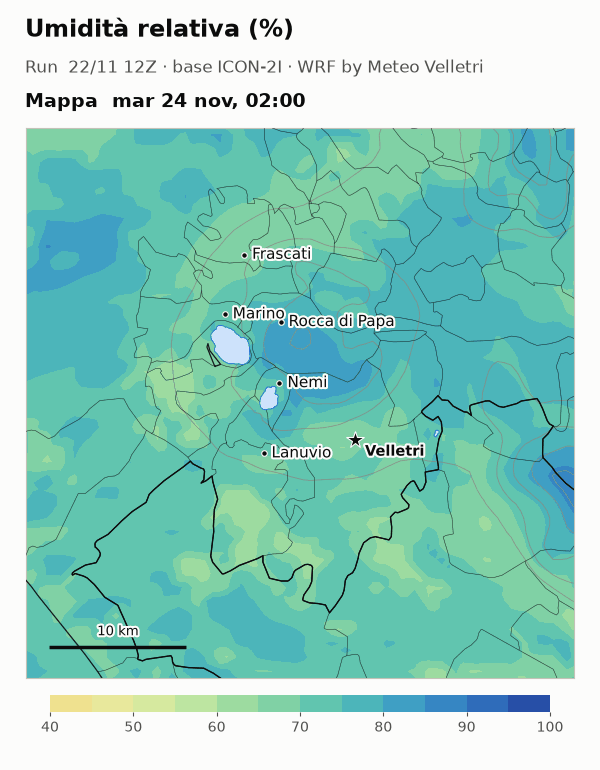 Umidità relativa (%)
Run  22/11 12Z · base ICON-2I · WRF by Meteo Velletri
Mappa  mar 24 nov, 02:00
Frascati
Marino
Rocca di Papa
Nemi
Velletri
Lanuvio
10 km
40 50 60 70 80 90 100